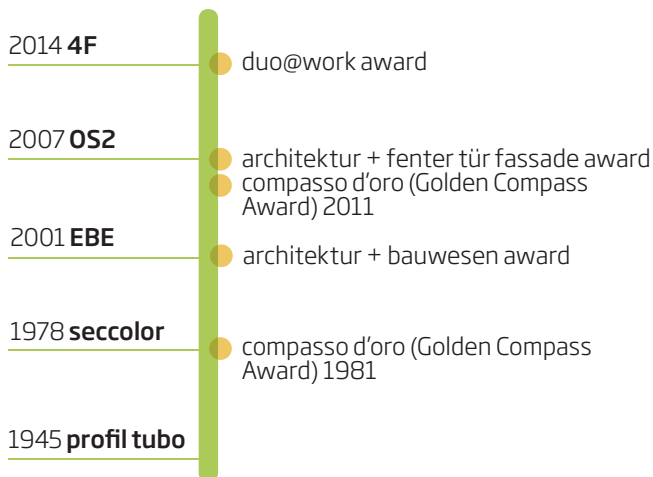 2014 4F
duo@work award
2007 OS2
architektur + fenter tür fassade award
compasso d'oro (Golden Compass
Award) 2011
2001 EBE
architektur + bauwesen award
1978 seccolor
compasso d'oro (Golden Compass
Award) 1981
1945 profil tubo